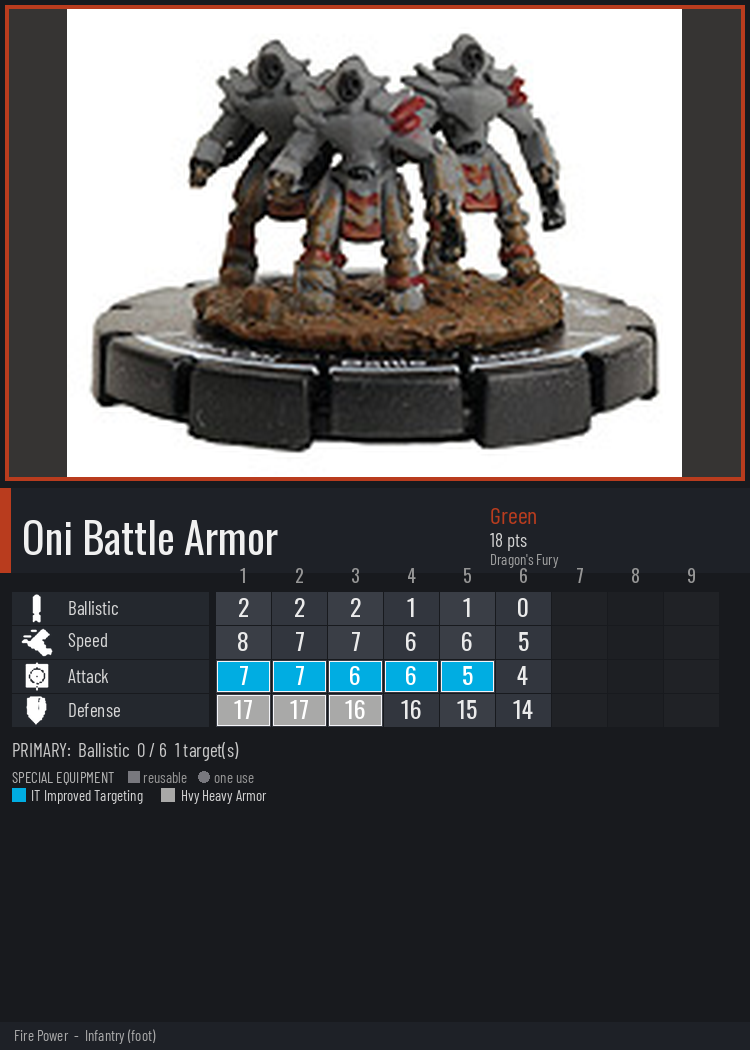 Battle
Oni Battle Armor
Green
18 pts
Dragon's Fury
1 2 3 4 5 6 7 8 9
Ballistic 2 2 2 1 1 0
Speed 8 7 7 6 6 5
Attack 7 7 6 6 5 4
Defense 17 17 16 16 15 14
PRIMARY: Ballistic 0 / 6 1 target(s)
SPECIAL EQUIPMENT reusable one use
IT Improved Targeting Hvy Heavy Armor
Fire Power - Infantry (foot)